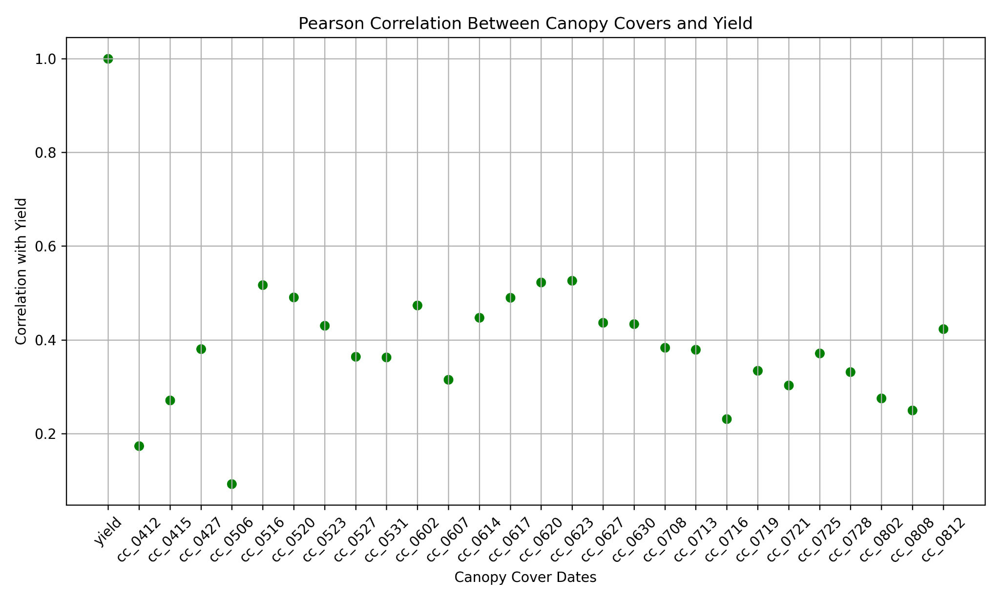 Pearson Correlation Between Canopy Covers and Yield
Correlation with Yield
1.0
0.8
0.6
0.4
0.2
yield
cc_0412
cc_0415
cc_0427
cc_0506
cc_0516
cc_0520
cc_0523
cc_0527
cc_0531
cc_0602
cc_0607
cc_0614
cc_0617
cc_0620
cc_0623
cc_0627
cc_0630
cc_0708
cc_0713
cc_0716
cc_0719
cc_0721
cc_0725
cc_0728
cc_0802
cc_0808
cc_0812
Canopy Cover Dates